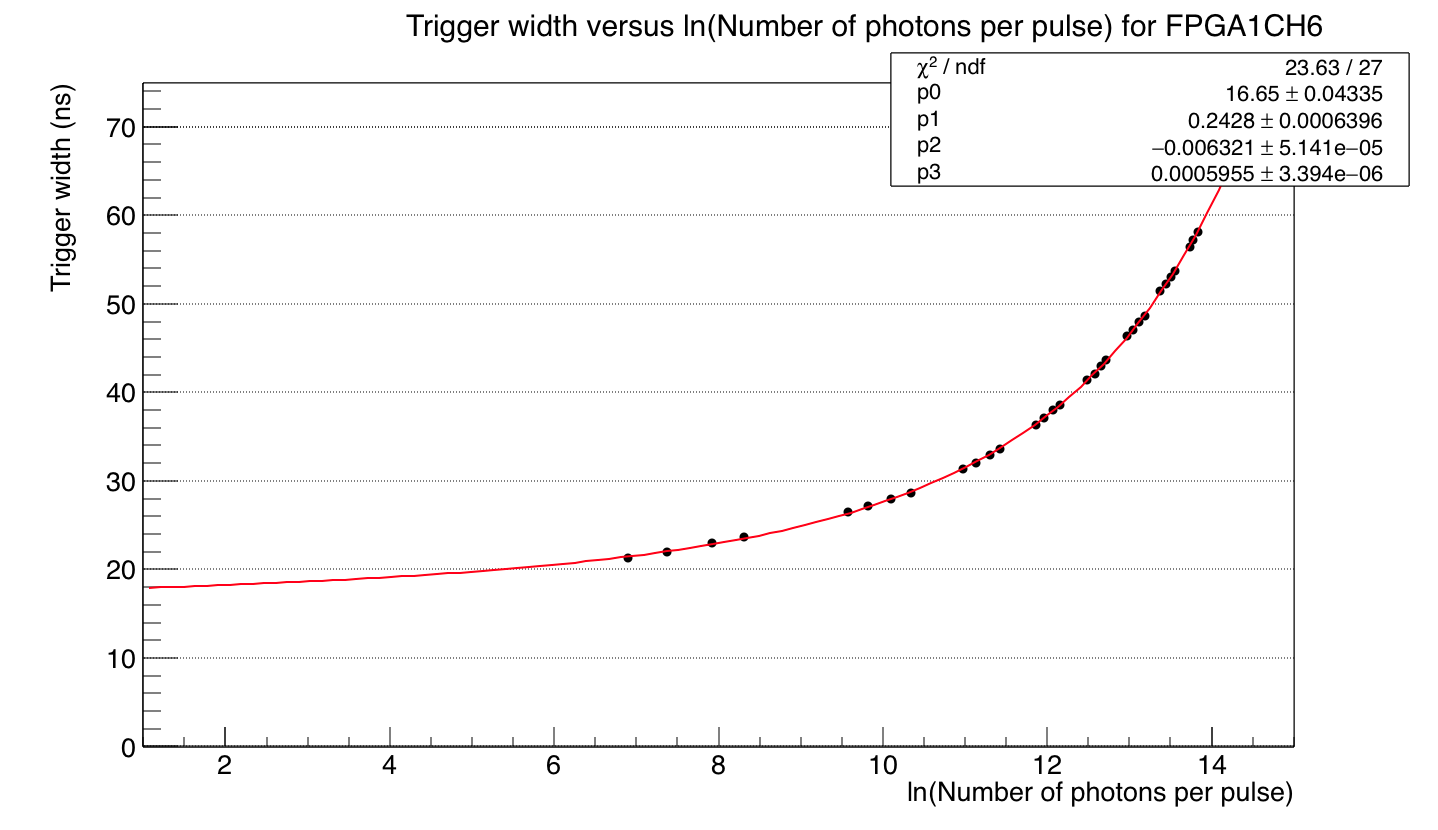 Trigger width versus ln(Number of photons per pulse) for FPGA1CH6
χ² / ndf 23.63 / 27
p0 16.65 ± 0.04335
p1 0.2428 ± 0.0006396
p2 −0.006321 ± 5.141e−05
p3 0.0005955 ± 3.394e−06
Trigger width (ns)
70
60
50
40
30
20
10
0
2 4 6 8 10 12 14
ln(Number of photons per pulse)